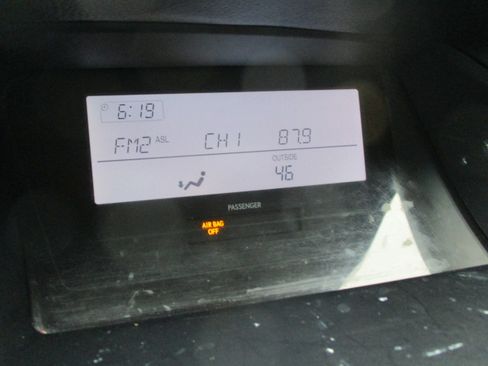 6:19
FM2 ASL CH1 87.9
OUTSIDE
46
PASSENGER
AIR BAG
OFF